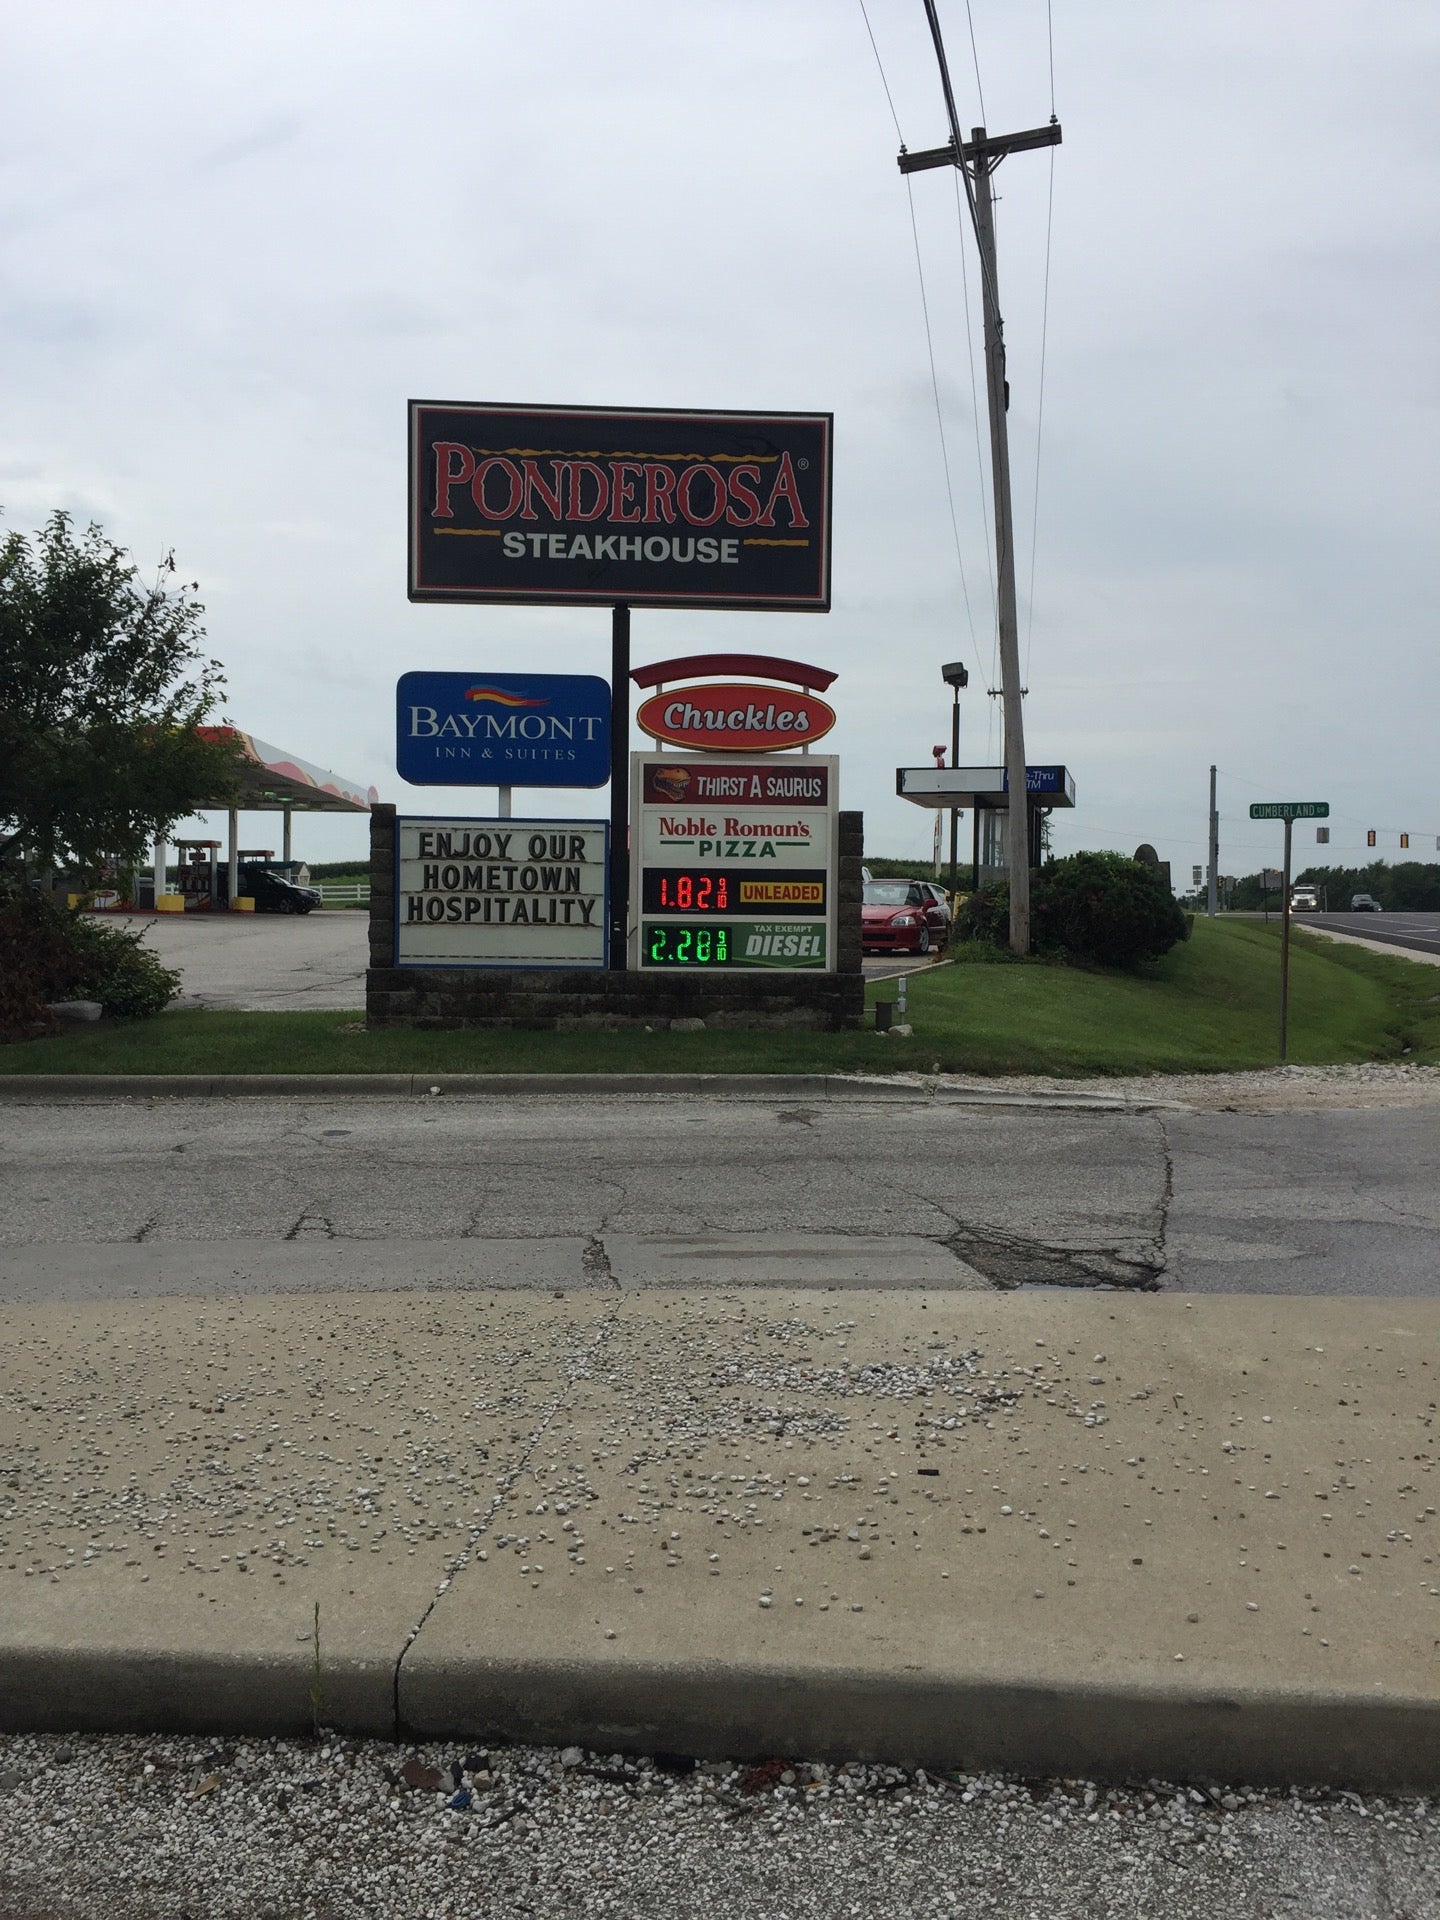 PONDEROSA®
STEAKHOUSE
BAYMONT
INN & SUITES
ENJOY OUR
HOMETOWN
HOSPITALITY
Chuckles
THIRST A SAURUS
Noble Roman's
PIZZA
1.82 9/10 UNLEADED
2.28 9/10 TAX EXEMPT DIESEL
CUMBERLAND DR